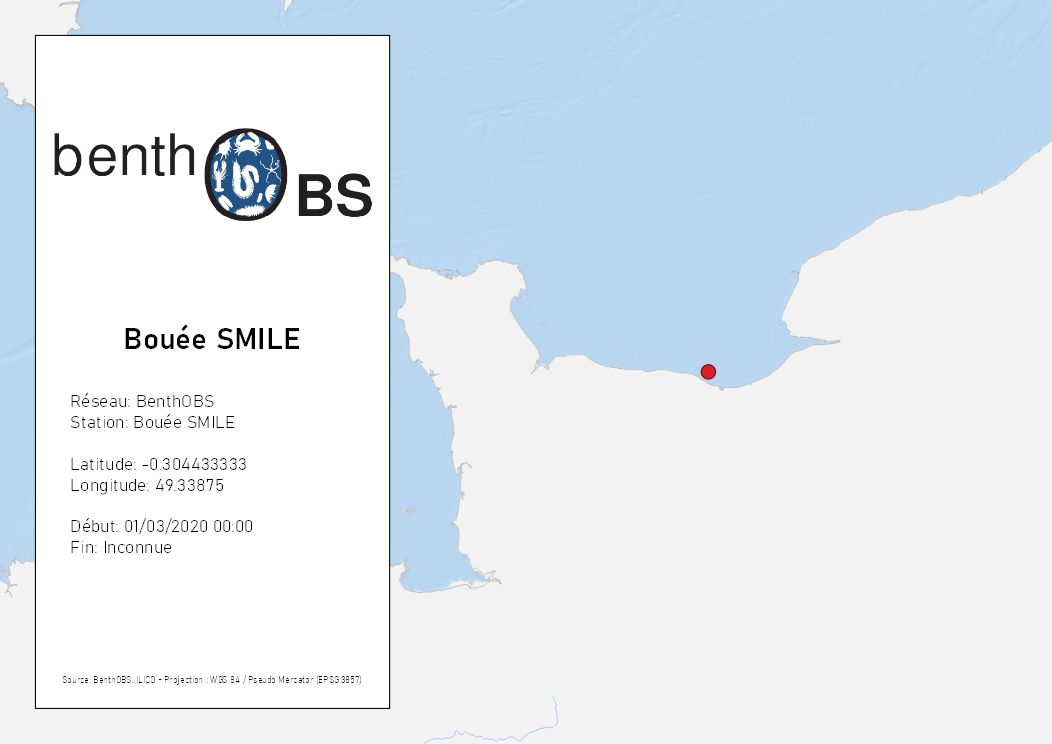 benthOBS
Bouée SMILE
Réseau: BenthOBS
Station: Bouée SMILE
Latitude: -0.304433333
Longitude: 49.33875
Début: 01/03/2020 00:00
Fin: Inconnue
Source: BenthOBS, ILICO - Projection : WGS 84 / Pseudo Mercator (EPSG:3857)